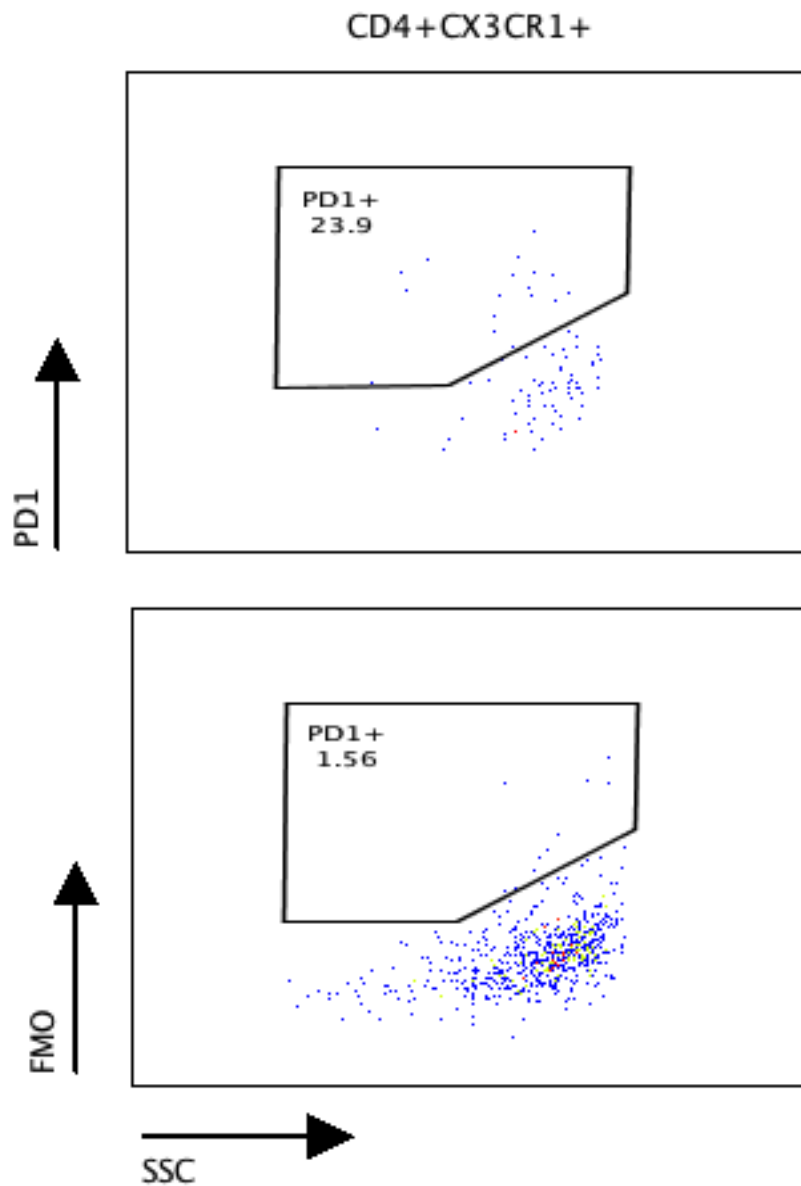 CD4+CX3CR1+
PD1+
23.9
PD1
PD1+
1.56
FMO
SSC